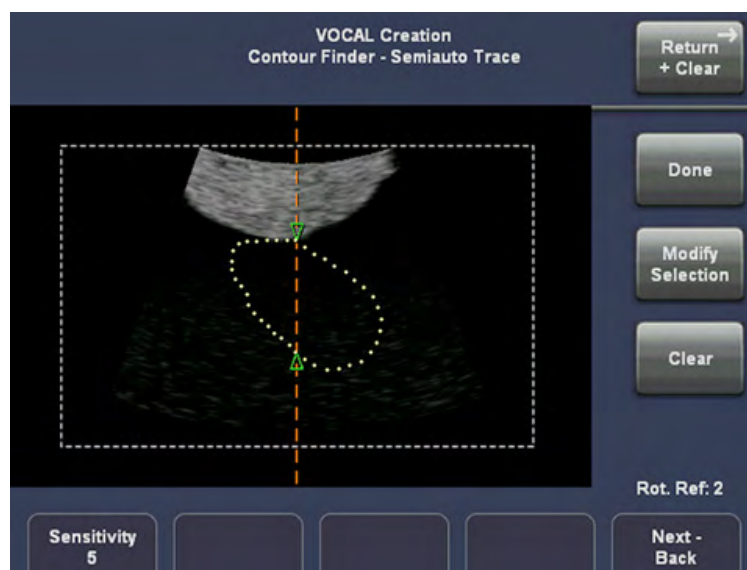 VOCAL Creation
Contour Finder - Semiauto Trace
Return
+ Clear
Done
Modify
Selection
Clear
Rot. Ref: 2
Sensitivity
5
Next -
Back